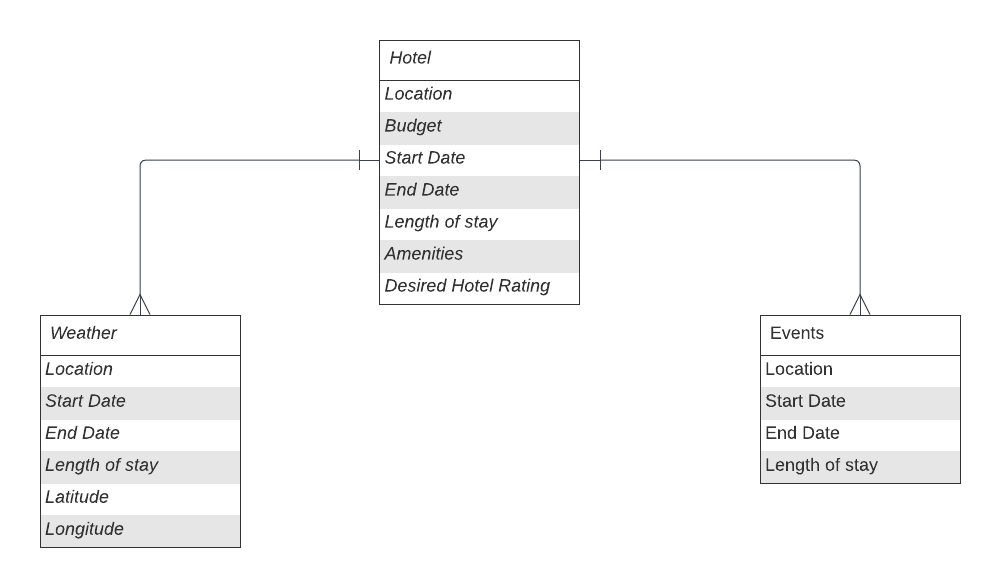 Hotel
Location
Budget
Start Date
End Date
Length of stay
Amenities
Desired Hotel Rating
Weather
Location
Start Date
End Date
Length of stay
Latitude
Longitude
Events
Location
Start Date
End Date
Length of stay